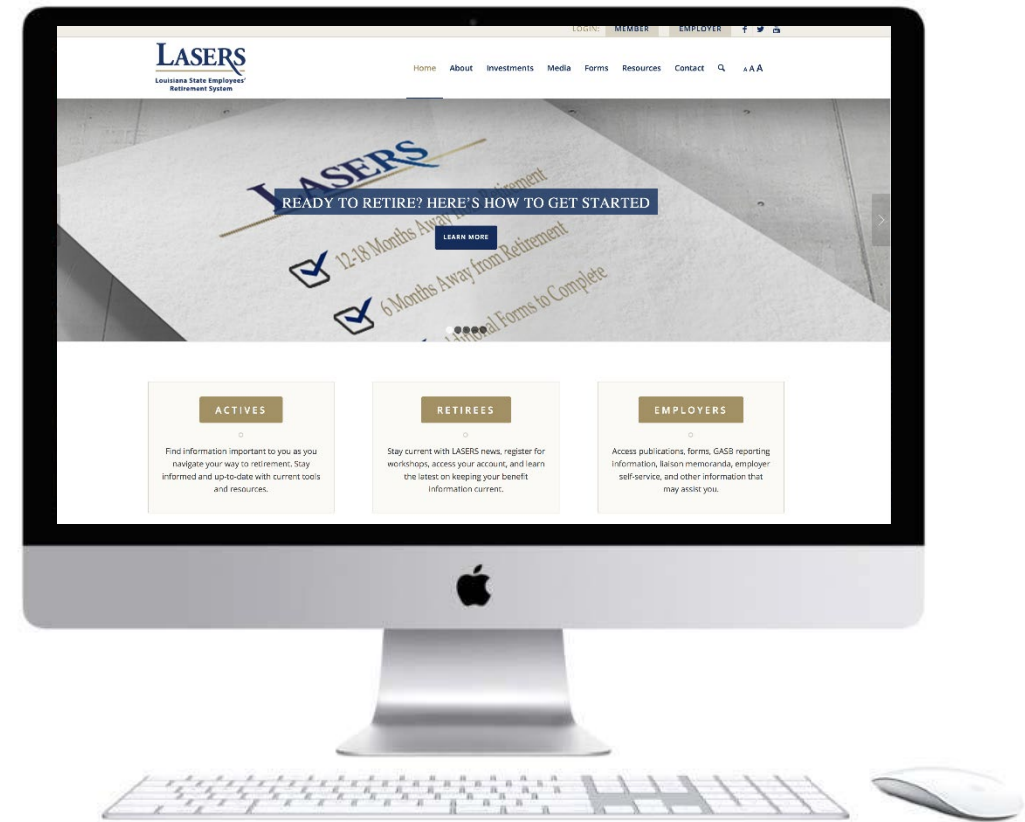 LOGIN: MEMBER EMPLOYER
LASERS
Louisiana State Employees'
Retirement System
Home About Investments Media Forms Resources Contact A A A
LASERS
READY TO RETIRE? HERE'S HOW TO GET STARTED
LEARN MORE
12-18 Months Away from Retirement
6 Months Away from Retirement
Additional Forms to Complete
ACTIVES
Find information important to you as you
navigate your way to retirement. Stay
informed and up-to-date with current tools
and resources.
RETIREES
Stay current with LASERS news, register for
workshops, access your account, and learn
the latest on keeping your benefit
information current.
EMPLOYERS
Access publications, forms, GASB reporting
information, liaison memoranda, employer
self-service, and other information that
may assist you.